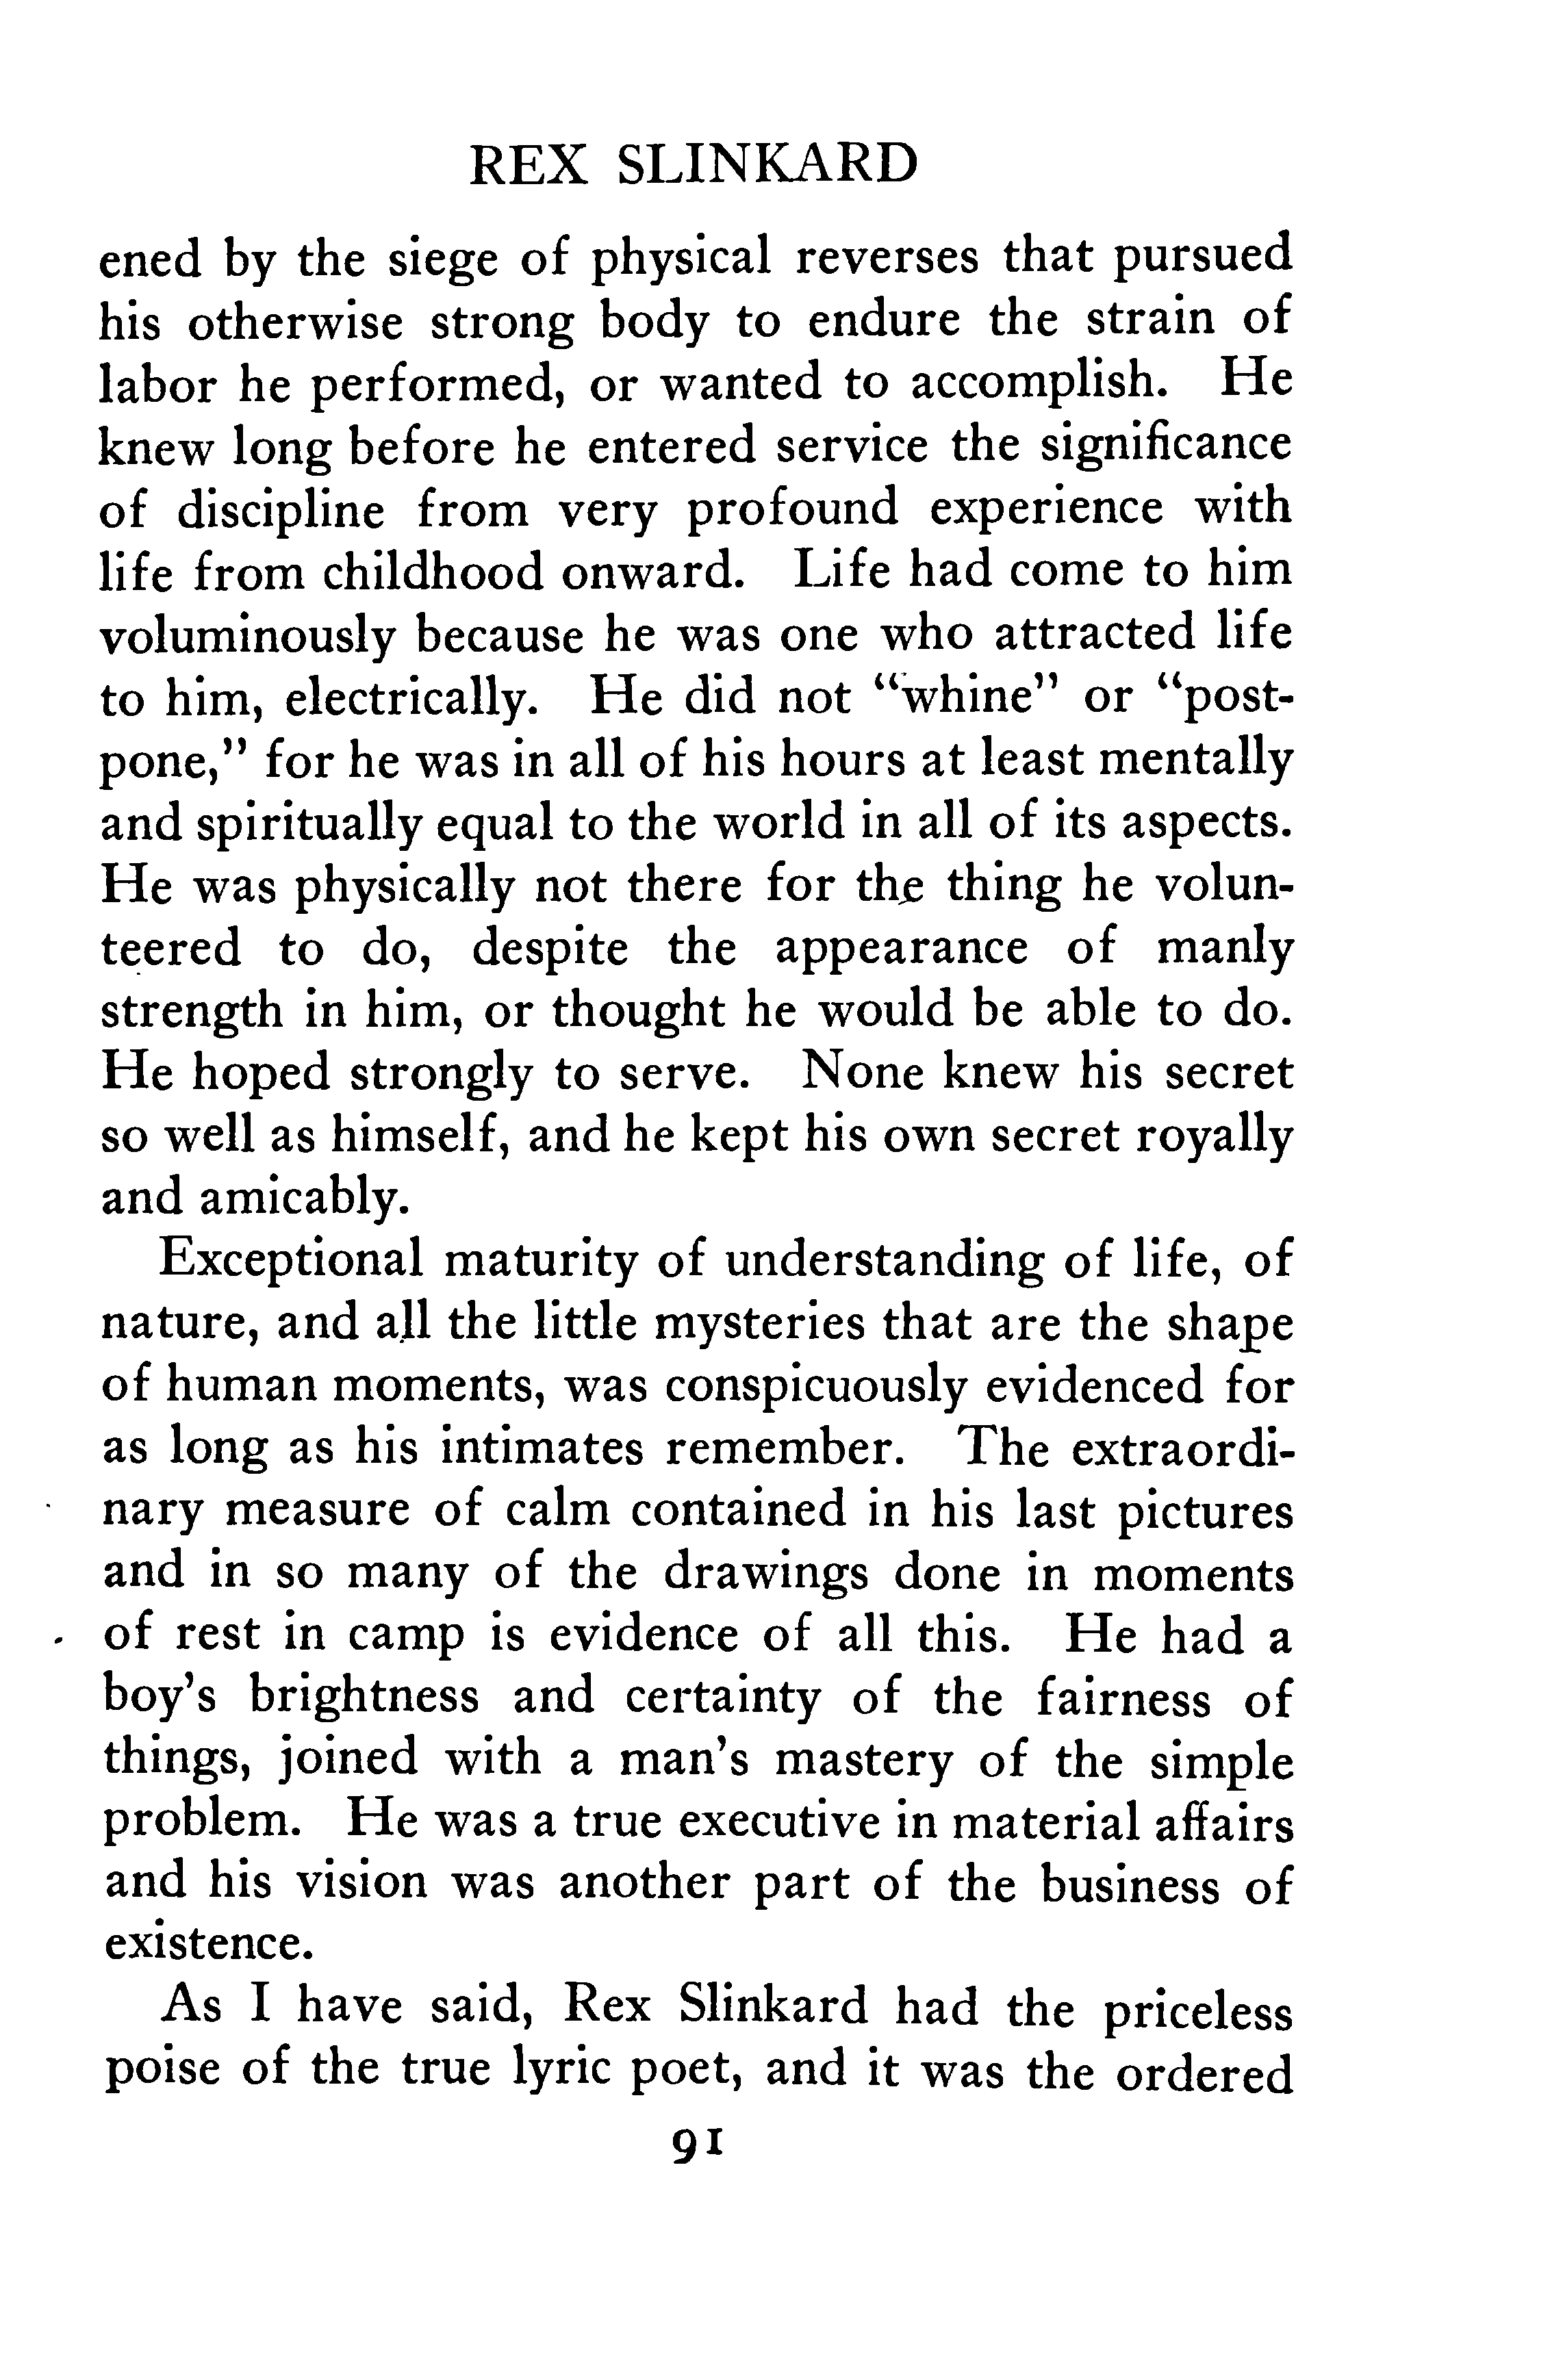 REX SLINKARD
ened by the siege of physical reverses that pursued
his otherwise strong body to endure the strain of
labor he performed, or wanted to accomplish. He
knew long before he entered service the significance
of discipline from very profound experience with
life from childhood onward. Life had come to him
voluminously because he was one who attracted life
to him, electrically. He did not “whine” or “post-
pone,” for he was in all of his hours at least mentally
and spiritually equal to the world in all of its aspects.
He was physically not there for the thing he volun-
teered to do, despite the appearance of manly
strength in him, or thought he would be able to do.
He hoped strongly to serve. None knew his secret
so well as himself, and he kept his own secret royally
and amicably.
Exceptional maturity of understanding of life, of
nature, and all the little mysteries that are the shape
of human moments, was conspicuously evidenced for
as long as his intimates remember. The extraordi-
nary measure of calm contained in his last pictures
and in so many of the drawings done in moments
of rest in camp is evidence of all this. He had a
boy’s brightness and certainty of the fairness of
things, joined with a man’s mastery of the simple
problem. He was a true executive in material affairs
and his vision was another part of the business of
existence.
As I have said, Rex Slinkard had the priceless
poise of the true lyric poet, and it was the ordered
91